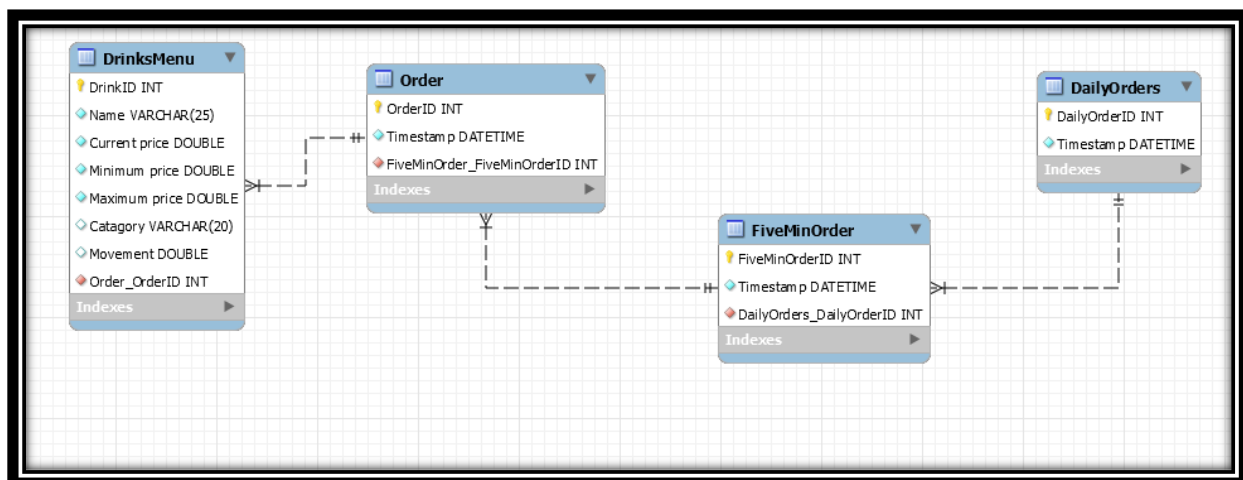 DrinksMenu
DrinkID INT
Name VARCHAR(25)
Current price DOUBLE
Minimum price DOUBLE
Maximum price DOUBLE
Catagory VARCHAR(20)
Movement DOUBLE
Order_OrderID INT
Indexes
Order
OrderID INT
Timestamp DATETIME
FiveMinOrder_FiveMinOrderID INT
Indexes
FiveMinOrder
FiveMinOrderID INT
Timestamp DATETIME
DailyOrders_DailyOrderID INT
Indexes
DailyOrders
DailyOrderID INT
Timestamp DATETIME
Indexes